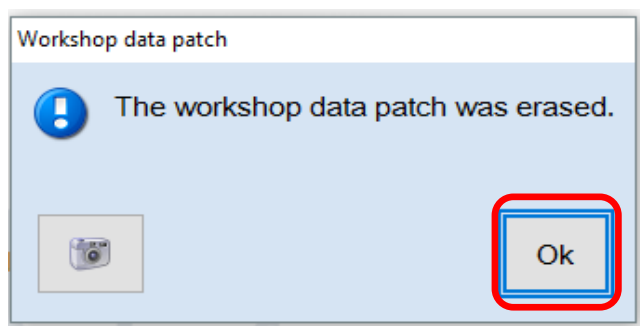 Workshop data patch
The workshop data patch was erased.
Ok